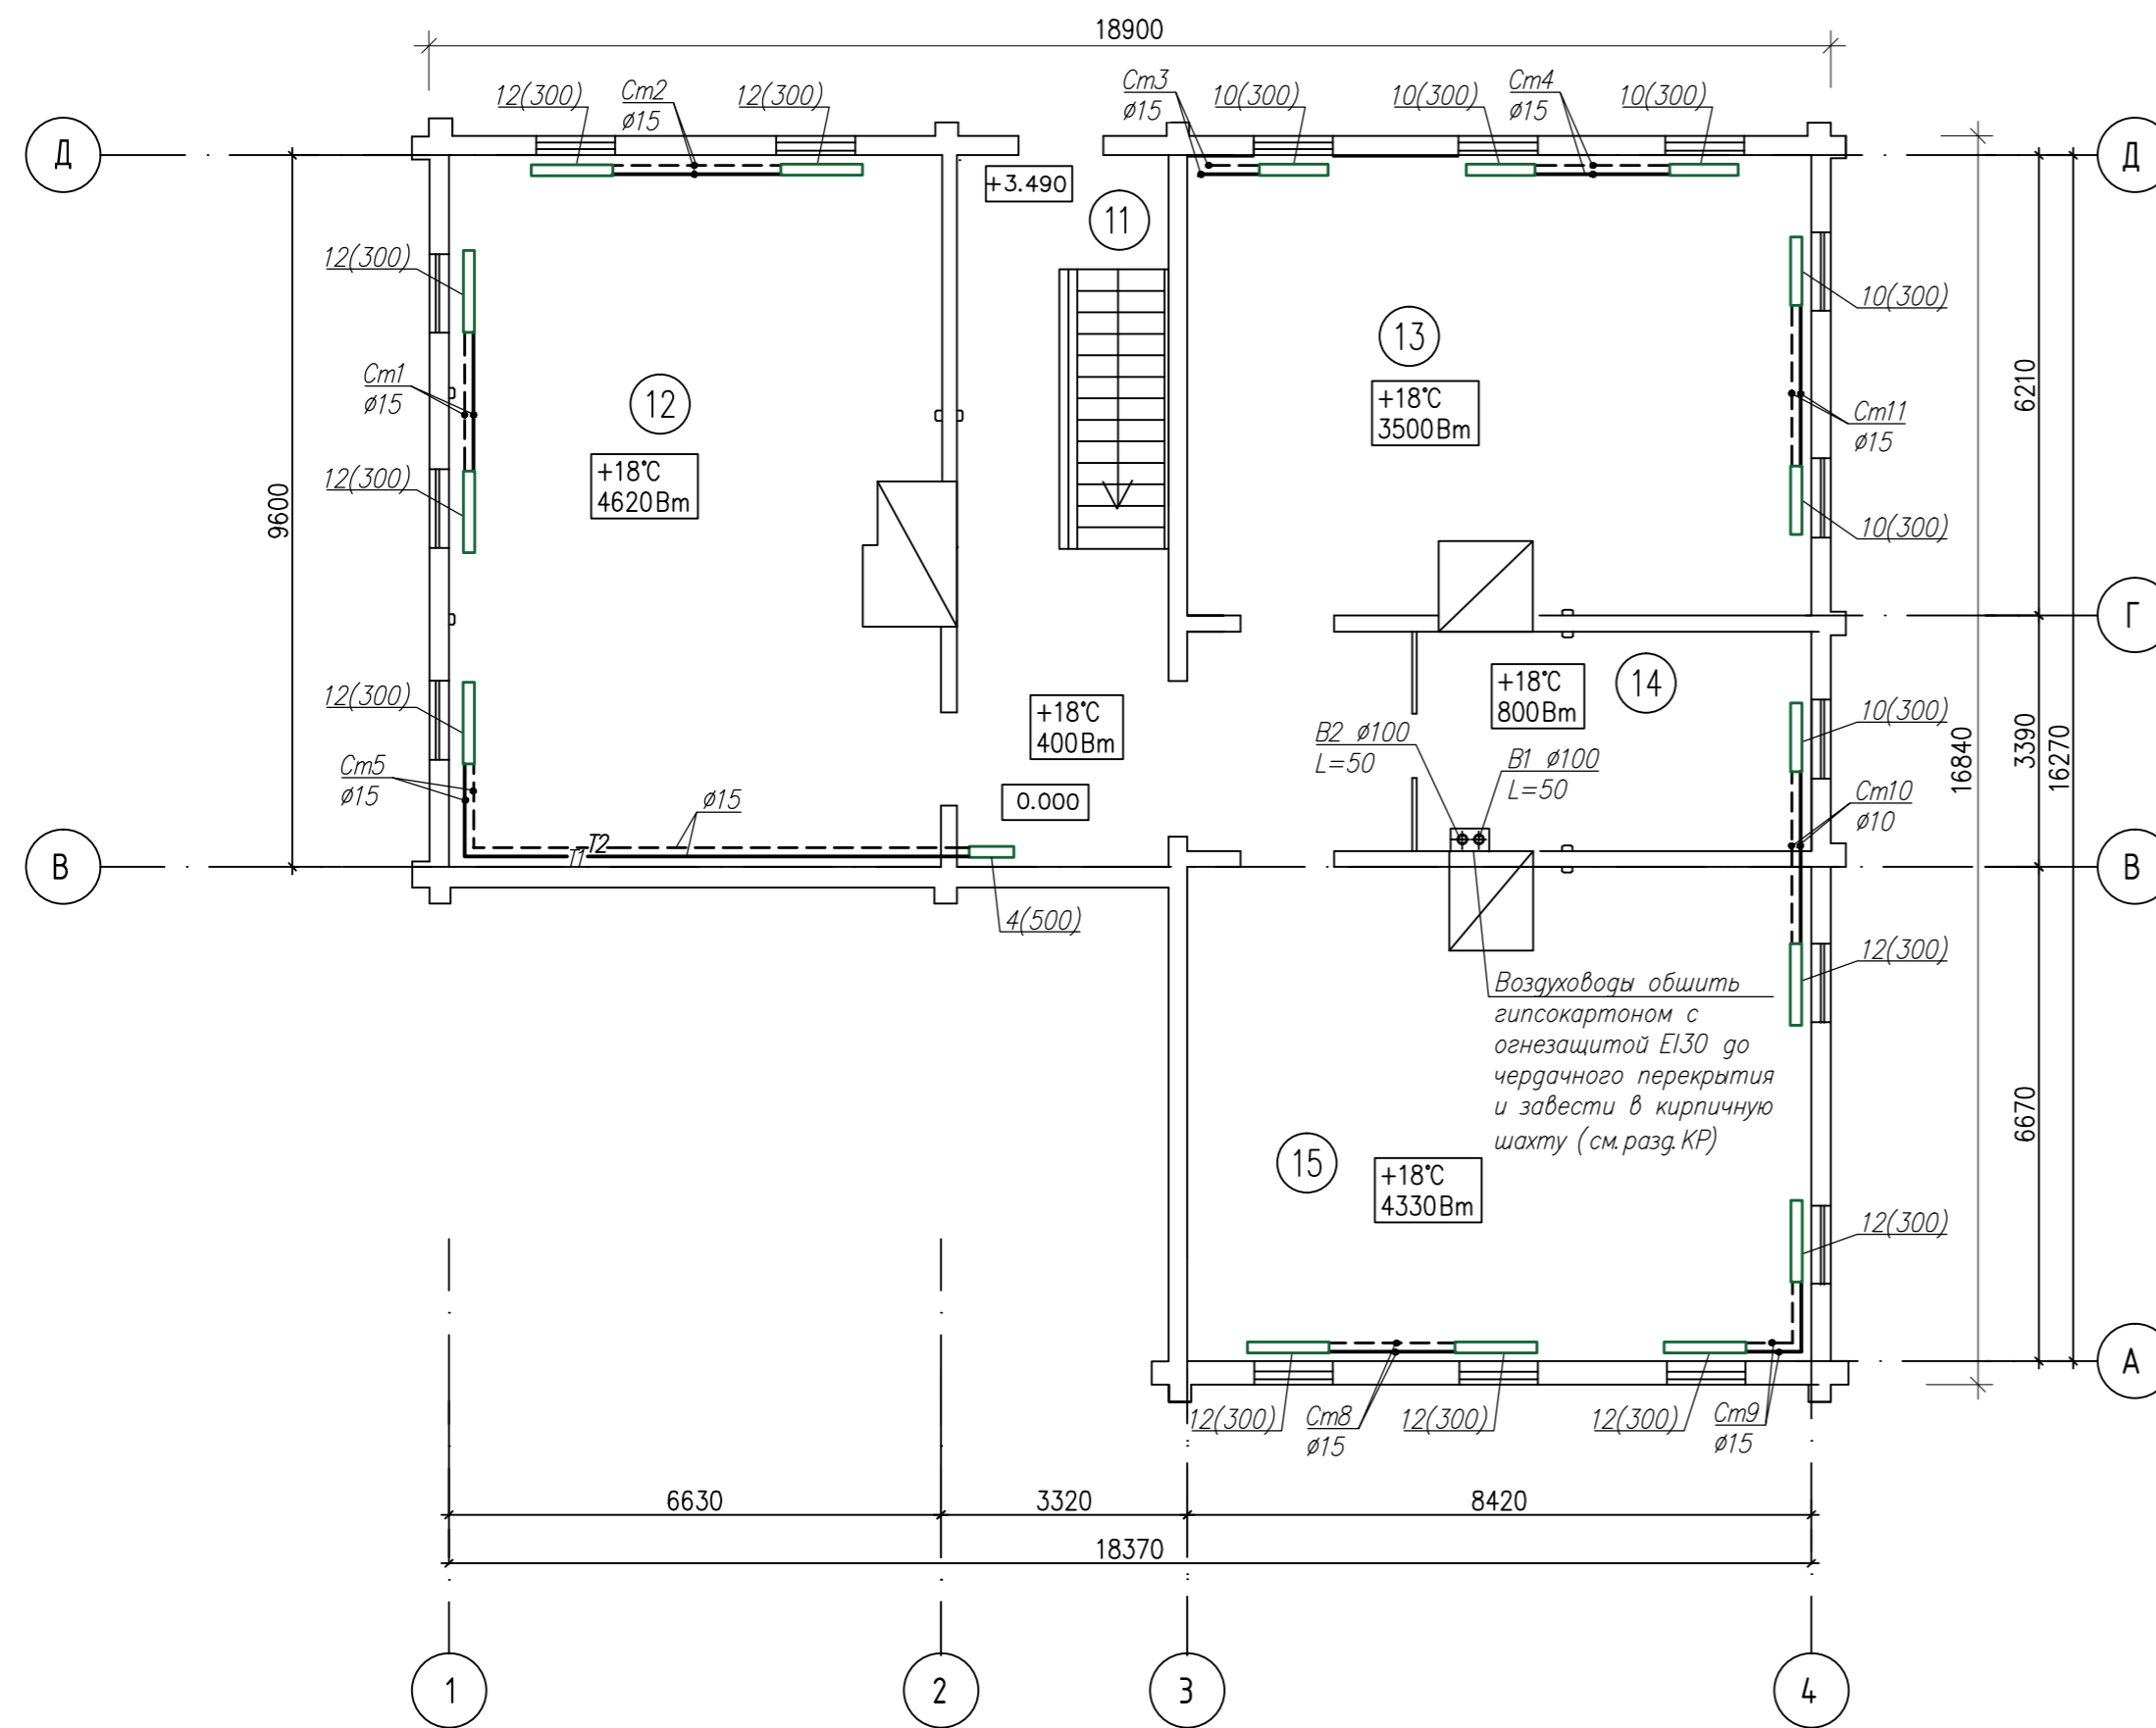 18900
12(300)
Ст2
ø15
12(300)
Ст3
ø15
10(300)
10(300)
Ст4
ø15
10(300)
Д
Д
+3.490
11
12(300)
10(300)
13
+18°C
3500Вт
Ст1
ø15
12
+18°C
4620Вт
Ст11
ø15
6210
12(300)
10(300)
9600
Г
12(300)
+18°C
400Вт
+18°C
800Вт
14
10(300)
В2 ø100
L=50
В1 ø100
L=50
16840
3390
16270
Ст5
ø15
ø15
0.000
Ст10
ø10
Т2
Т1
В
В
4(500)
12(300)
Воздуховоды обшить
гипсокартоном с
огнезащитой EI30 до
чердачного перекрытия
и завести в кирпичную
шахту (см.разд.КР)
6670
15
+18°C
4330Вт
12(300)
А
12(300)
Ст8
ø15
12(300)
12(300)
Ст9
ø15
6630
3320
8420
18370
1
2
3
4